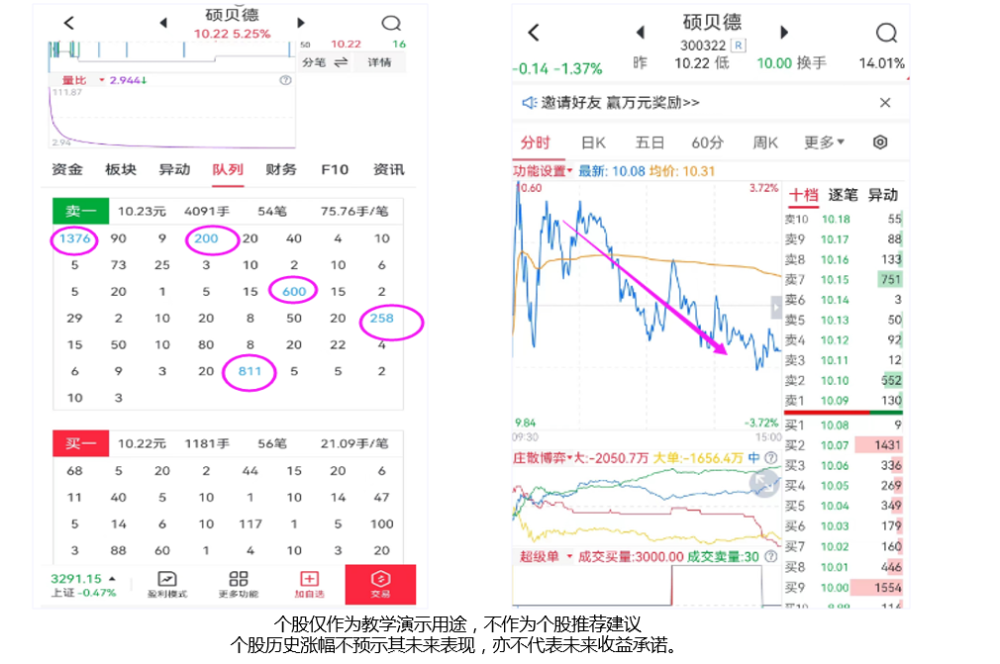 硕贝德
10.22 5.25%
50 10.22 16
分笔 详情
量比 2.944↓
111.87
2.94
资金 板块 异动 队列 财务 F10 资讯
卖一 10.23元 4091手 54笔 75.76手/笔
1376 90 9 200 20 40 4 10
5 73 25 3 10 2 10 6
5 20 1 5 15 600 15 2
29 2 10 20 8 50 20 258
15 50 10 80 8 20 22 4
6 9 3 20 811 5 5 2
10 3
买一 10.22元 1181手 56笔 21.09手/笔
68 5 20 2 44 15 20 6
11 40 5 10 1 10 14 47
5 14 6 10 117 1 5 100
3 88 60 1 4 10 3 20
3291.15
上证 -0.47%
盈利模式 更多功能 加自选 交易
硕贝德
300322 R
-0.14 -1.37% 昨 10.22 低 10.00 换手 14.01%
邀请好友 赢万元奖励>>
分时 日K 五日 60分 周K 更多
功能设置 最新: 10.08 均价: 10.31
0.60 3.72%
9.84 -3.72%
09:30 15:00
庄散博弈 大:-2050.7万 大单:-1656.4万 中
超级单 成交买量:3000.00 成交卖量:30
十档 逐笔 异动
卖10 10.18 55
卖9 10.17 88
卖8 10.16 133
卖7 10.15 751
卖6 10.14 3
卖5 10.13 50
卖4 10.12 92
卖3 10.11 12
卖2 10.10 552
卖1 10.09 130
买1 10.08 9
买2 10.07 1431
买3 10.06 336
买4 10.05 269
买5 10.04 349
买6 10.03 179
买7 10.02 160
买8 10.01 446
买9 10.00 1554
个股仅作为教学演示用途，不作为个股推荐建议
个股历史涨幅不预示其未来表现，亦不代表未来收益承诺。